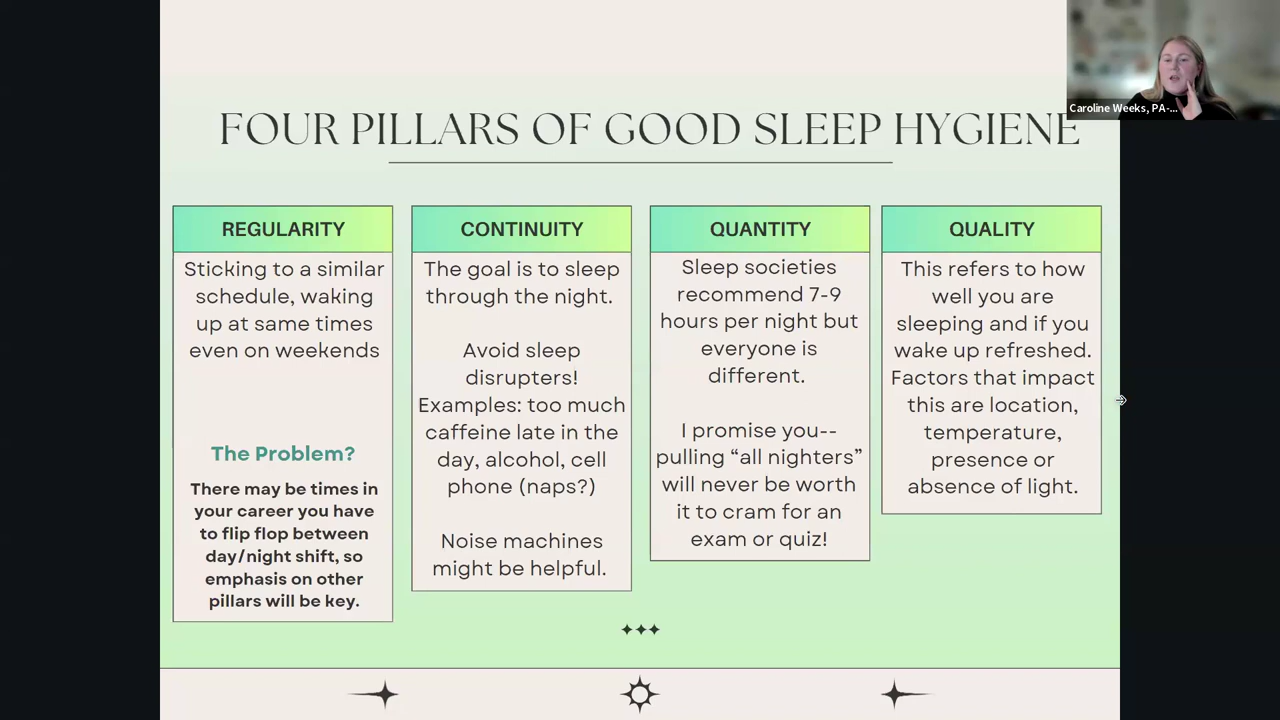 Caroline Weeks, PA-...
FOUR PILLARS OF GOOD SLEEP HYGIENE
REGULARITY
Sticking to a similar
schedule, waking
up at same times
even on weekends
The Problem?
There may be times in
your career you have
to flip flop between
day/night shift, so
emphasis on other
pillars will be key.
CONTINUITY
The goal is to sleep
through the night.
Avoid sleep
disrupters!
Examples: too much
caffeine late in the
day, alcohol, cell
phone (naps?)
Noise machines
might be helpful.
QUANTITY
Sleep societies
recommend 7-9
hours per night but
everyone is
different.
I promise you--
pulling “all nighters”
will never be worth
it to cram for an
exam or quiz!
QUALITY
This refers to how
well you are
sleeping and if you
wake up refreshed.
Factors that impact
this are location,
temperature,
presence or
absence of light.